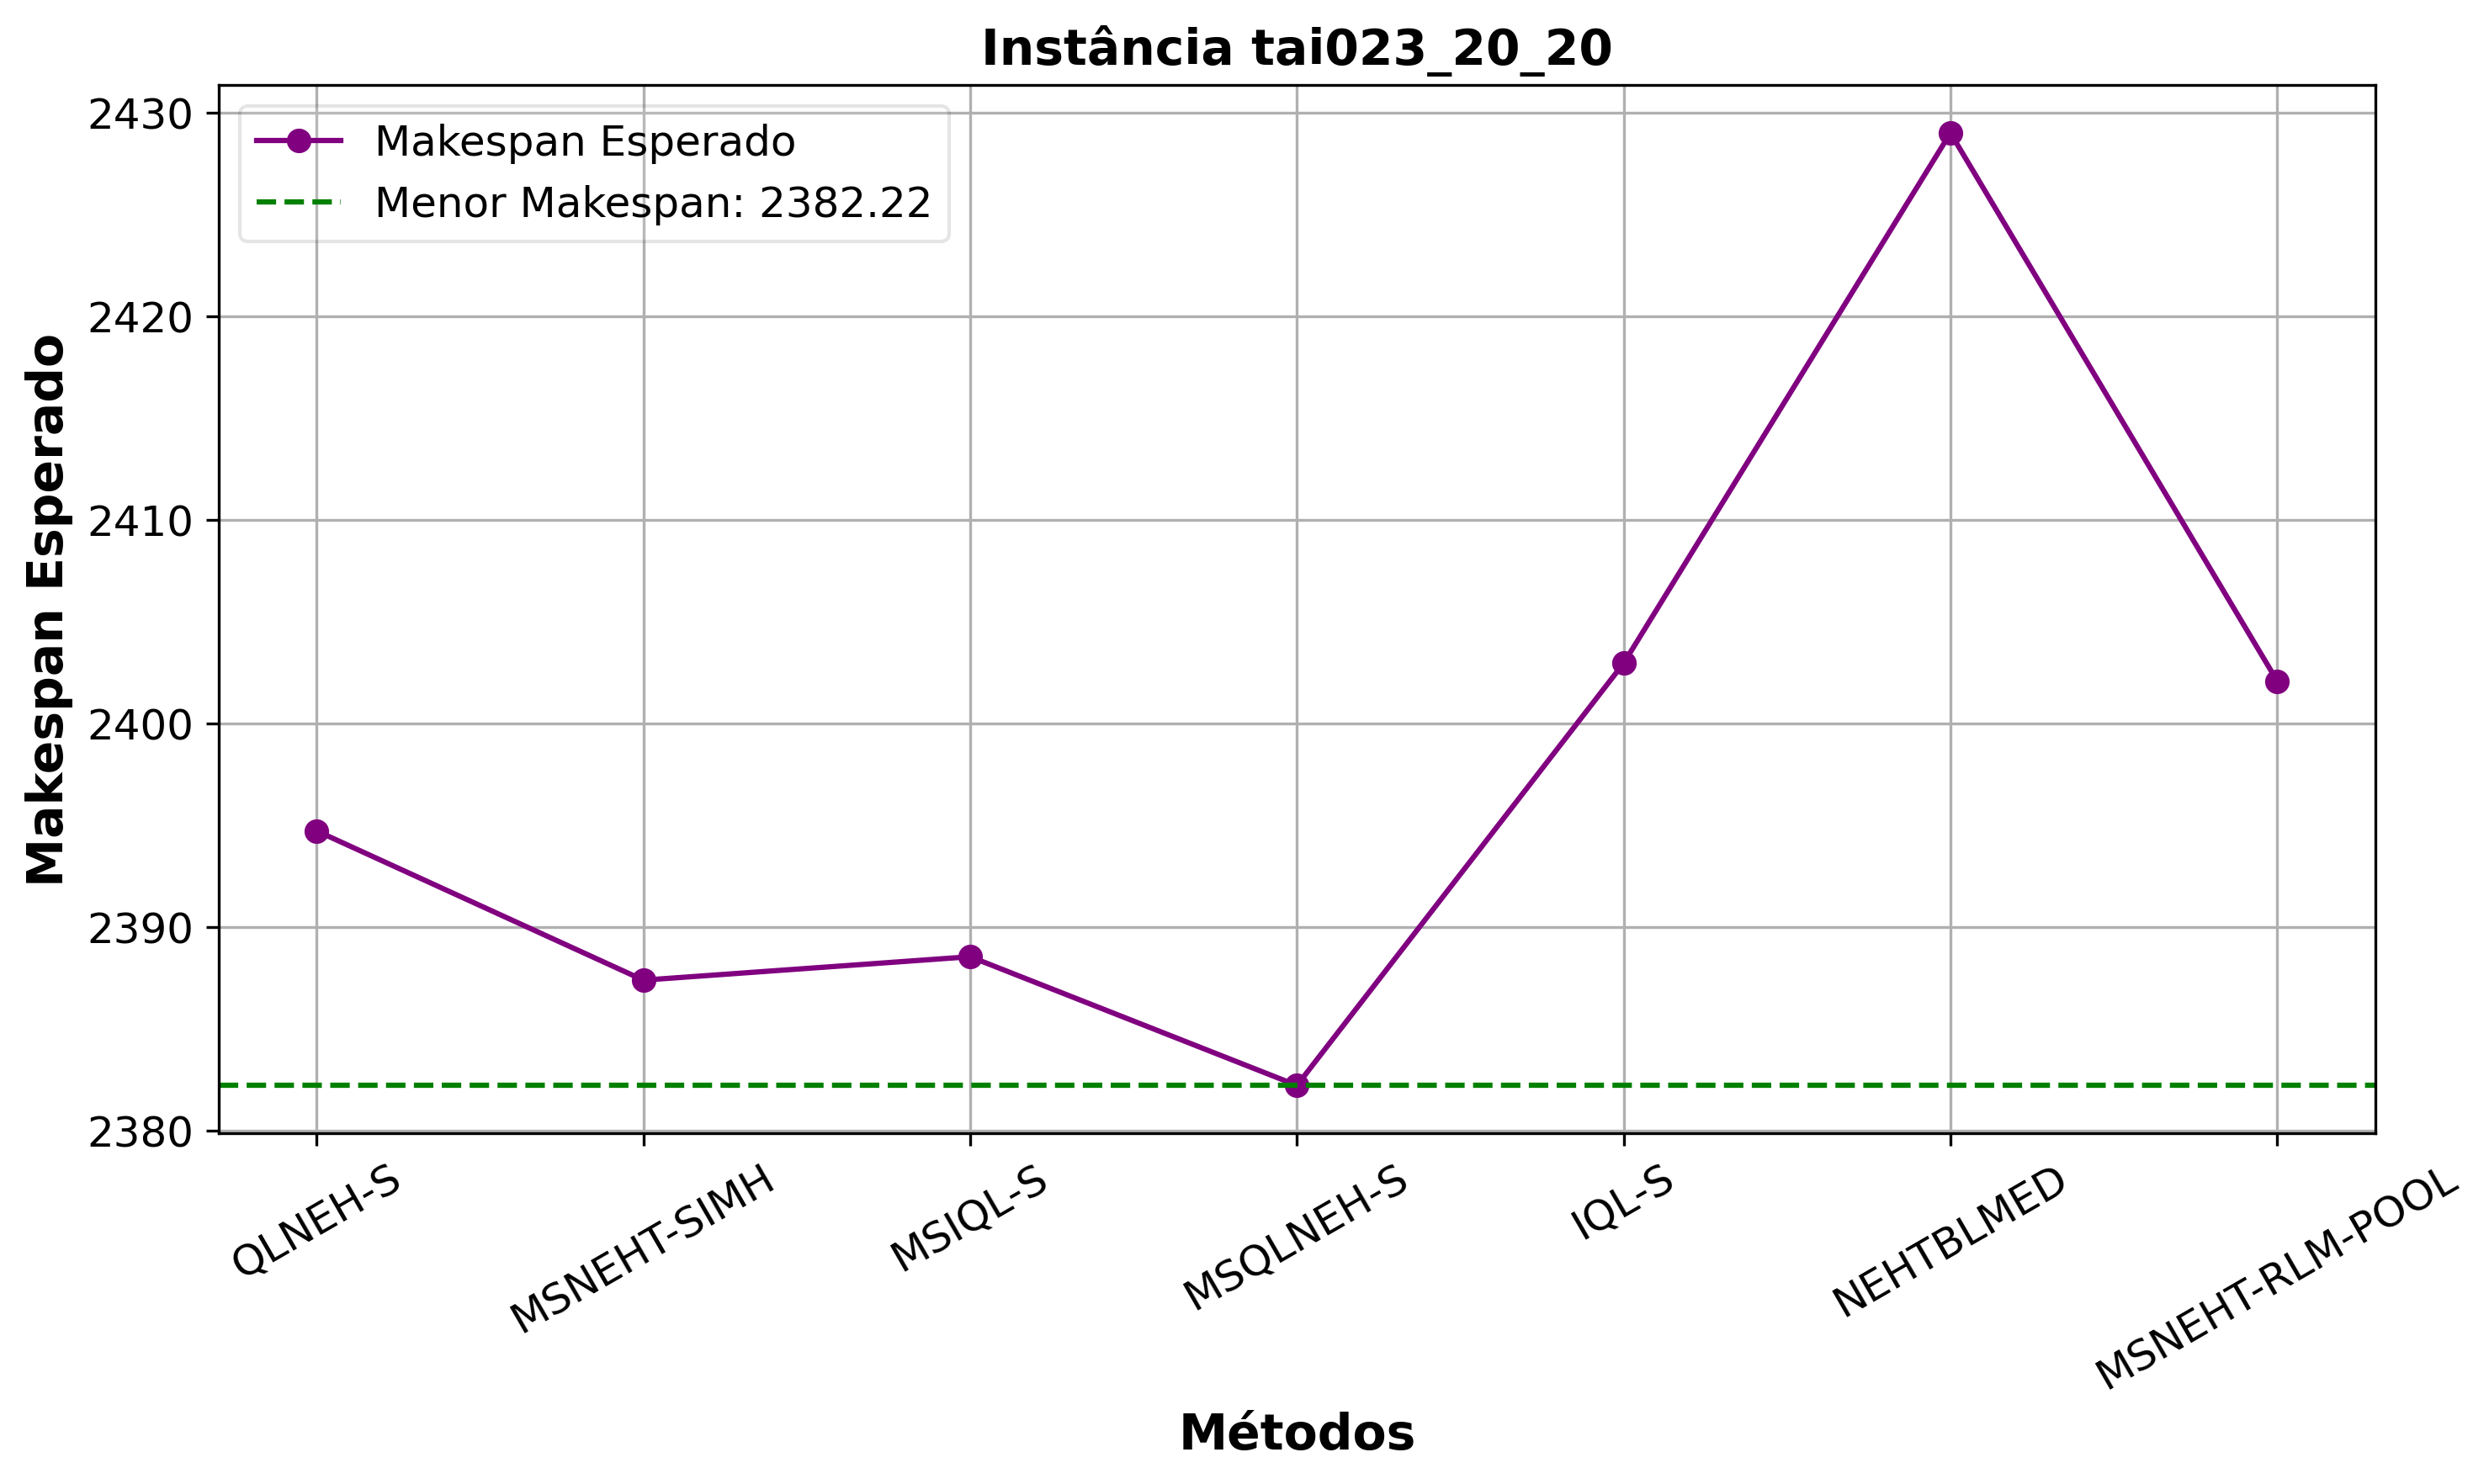 Instância tai023_20_20
Makespan Esperado
Menor Makespan: 2382.22
Makespan Esperado
2430
2420
2410
2400
2390
2380
QLNEH-S
MSNEHT-SIMH
MSIQL-S
MSQLNEH-S
IQL-S
NEHTBLMED
MSNEHT-RLM-POOL
Métodos